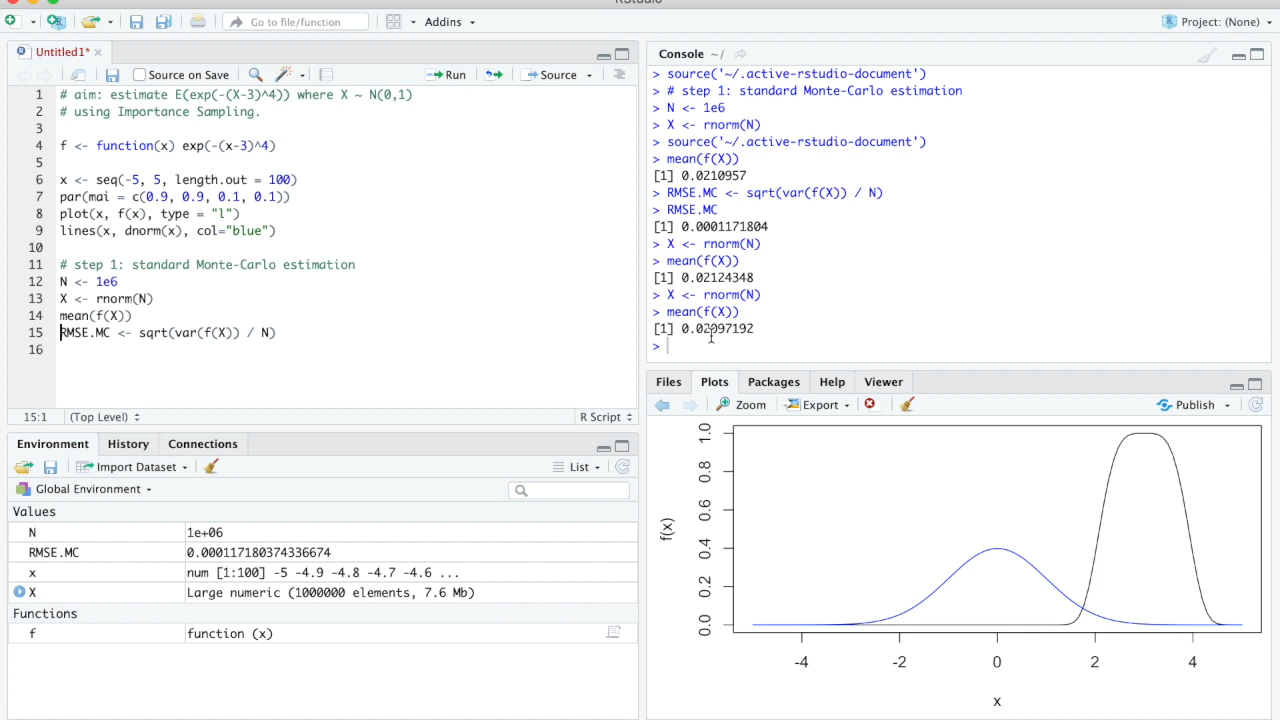 RStudio
Go to file/function
Addins
Project: (None)
Untitled1*
Source on Save
Run
Source
1 # aim: estimate E(exp(-(X-3)^4)) where X ~ N(0,1)
2 # using Importance Sampling.
3
4 f <- function(x) exp(-(x-3)^4)
5
6 x <- seq(-5, 5, length.out = 100)
7 par(mai = c(0.9, 0.9, 0.1, 0.1))
8 plot(x, f(x), type = "l")
9 lines(x, dnorm(x), col="blue")
10
11 # step 1: standard Monte-Carlo estimation
12 N <- 1e6
13 X <- rnorm(N)
14 mean(f(X))
15 RMSE.MC <- sqrt(var(f(X)) / N)
16
15:1 (Top Level)
R Script
Environment History Connections
Import Dataset
List
Global Environment
Values
N 1e+06
RMSE.MC 0.000117180374336674
x num [1:100] -5 -4.9 -4.8 -4.7 -4.6 ...
X Large numeric (1000000 elements, 7.6 Mb)
Functions
f function (x)
Console ~/
> source('~/.active-rstudio-document')
> # step 1: standard Monte-Carlo estimation
> N <- 1e6
> X <- rnorm(N)
> source('~/.active-rstudio-document')
> mean(f(X))
[1] 0.0210957
> RMSE.MC <- sqrt(var(f(X)) / N)
> RMSE.MC
[1] 0.0001171804
> X <- rnorm(N)
> mean(f(X))
[1] 0.02124348
> X <- rnorm(N)
> mean(f(X))
[1] 0.02097192
>
Files Plots Packages Help Viewer
Zoom Export
Publish
f(x)
1.0
0.8
0.6
0.4
0.2
0.0
-4 -2 0 2 4
x